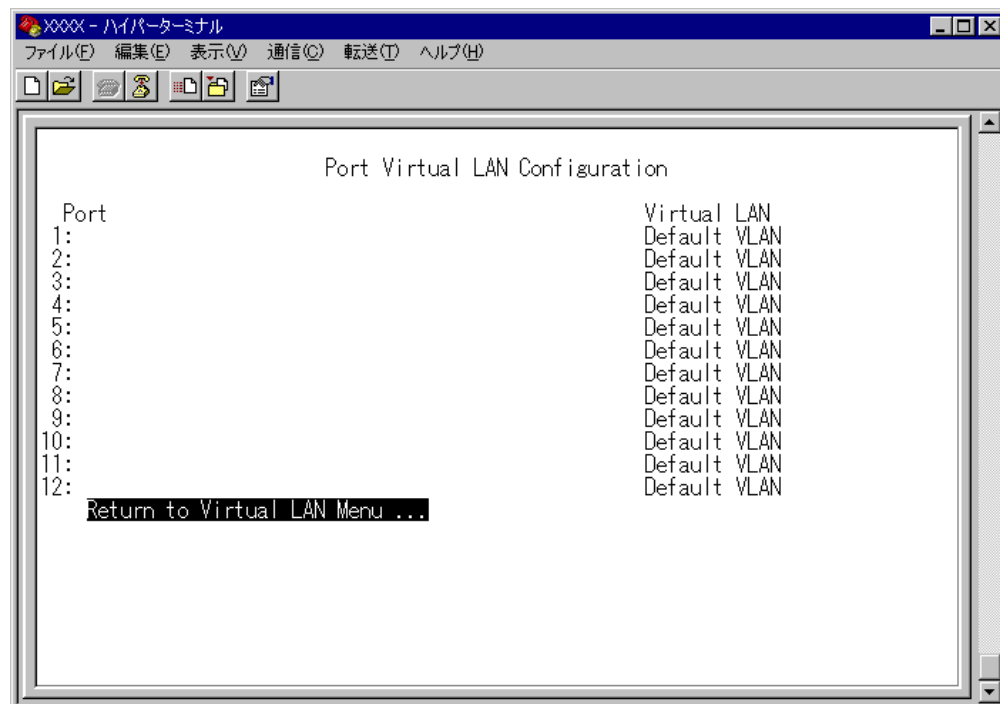 XXXX - ハイパーターミナル
ファイル(F) 編集(E) 表示(V) 通信(C) 転送(T) ヘルプ(H)
Port Virtual LAN Configuration
Port Virtual LAN
1: Default VLAN
2: Default VLAN
3: Default VLAN
4: Default VLAN
5: Default VLAN
6: Default VLAN
7: Default VLAN
8: Default VLAN
9: Default VLAN
10: Default VLAN
11: Default VLAN
12: Default VLAN
Return to Virtual LAN Menu ...